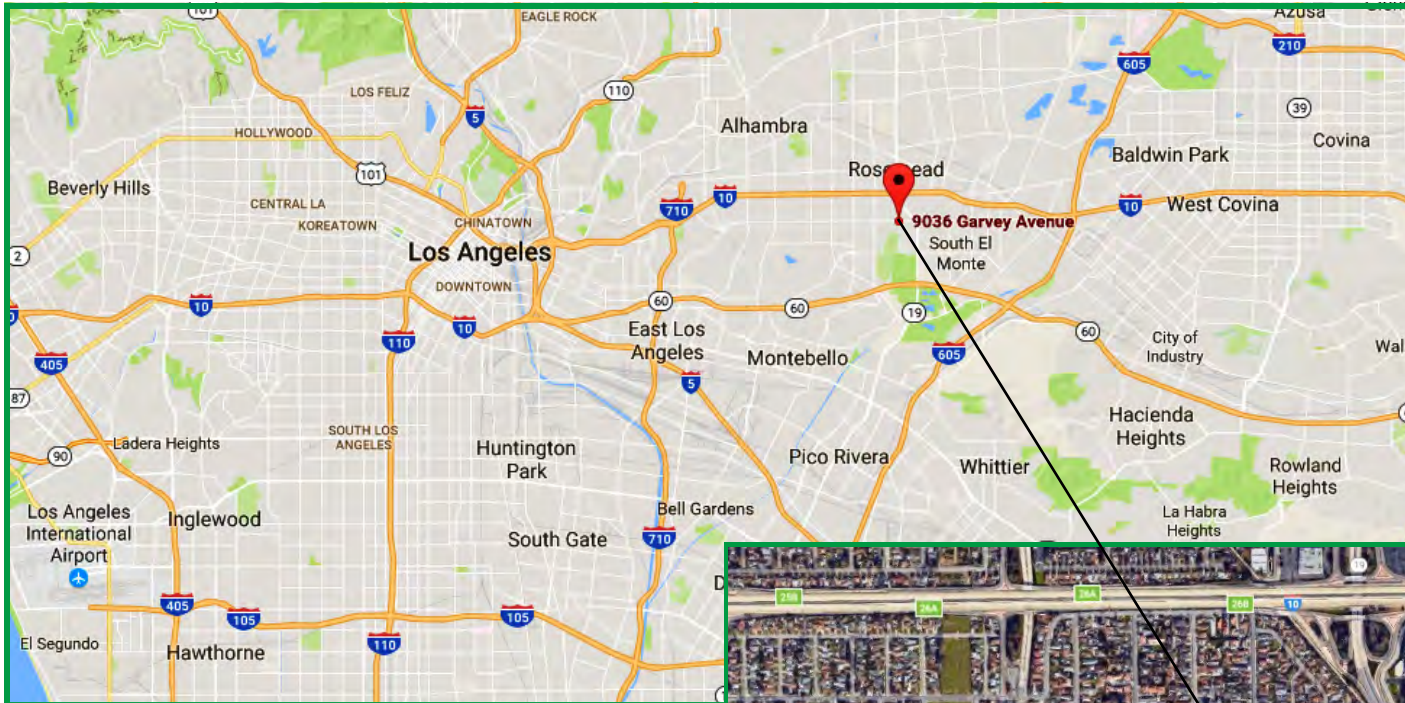 101
EAGLE ROCK
Azusa
210
605
LOS FELIZ
110
5
39
HOLLYWOOD
Alhambra
Covina
101
Rosemead
Baldwin Park
Beverly Hills
710
10
10
West Covina
CENTRAL LA
KOREATOWN
CHINATOWN
9036 Garvey Avenue
South El
Monte
Los Angeles
2
DOWNTOWN
10
60
60
19
60
10
110
East Los
Angeles
Montebello
605
City of
Industry
Wal
405
5
87
Hacienda
Heights
SOUTH LOS
ANGELES
Ladera Heights
90
Huntington
Park
Pico Rivera
Whittier
Rowland
Heights
Los Angeles
International
Airport
Inglewood
Bell Gardens
La Habra
Heights
South Gate
710
D
19
25B
26A
26A
26B
10
405
105
105
El Segundo
Hawthorne
110